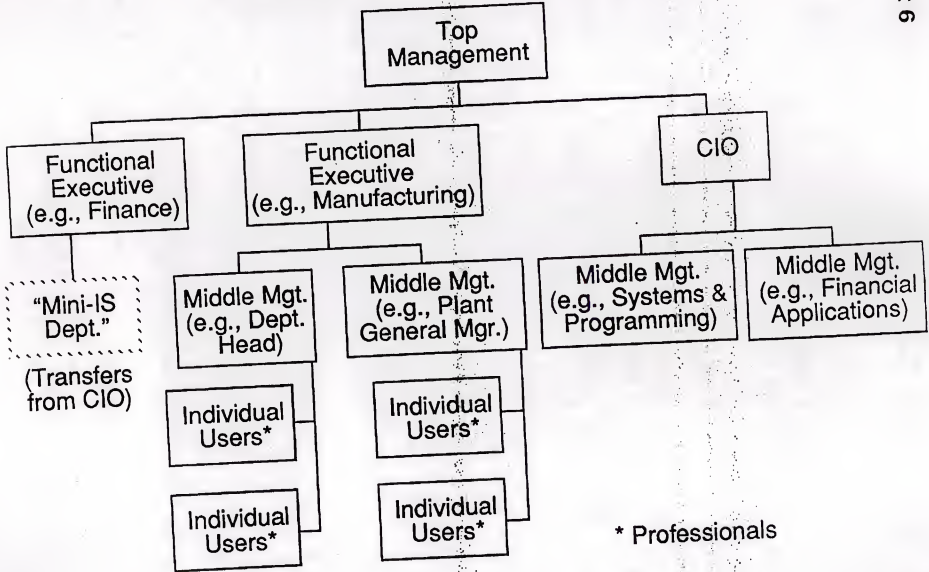 Top
Management
Functional
Executive
(e.g., Finance)
Functional
Executive
(e.g., Manufacturing)
CIO
"Mini-IS
Dept."
(Transfers
from CIO)
Middle Mgt.
(e.g., Dept.
Head)
Middle Mgt.
(e.g., Plant
General Mgr.)
Middle Mgt.
(e.g., Systems &
Programming)
Middle Mgt.
(e.g., Financial
Applications)
Individual
Users*
Individual
Users*
Individual
Users*
Individual
Users*
* Professionals